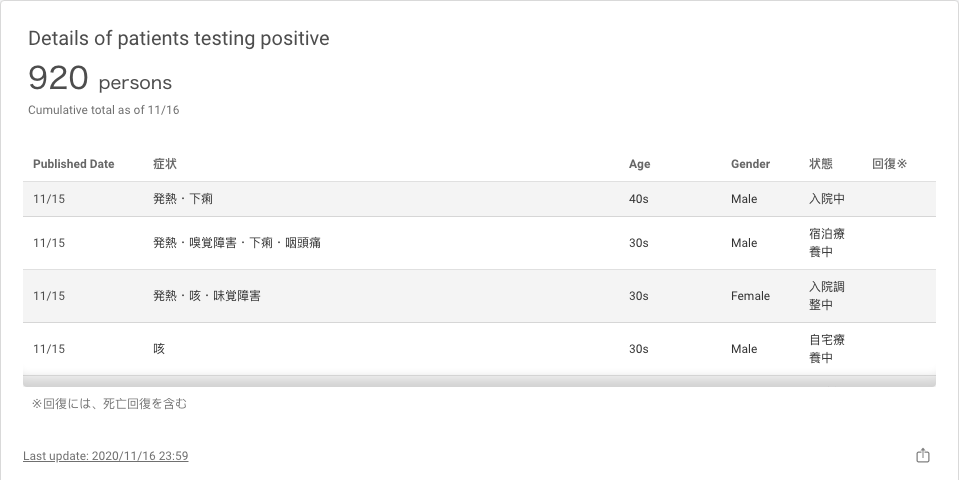 Details of patients testing positive
920 persons
Cumulative total as of 11/16
Published Date 症状 Age Gender 状態 回復※
11/15 発熱・下痢 40s Male 入院中
11/15 発熱・嗅覚障害・下痢・咽頭痛 30s Male 宿泊療
養中
11/15 発熱・咳・味覚障害 30s Female 入院調
整中
11/15 咳 30s Male 自宅療
養中
※回復には、死亡回復を含む
Last update: 2020/11/16 23:59